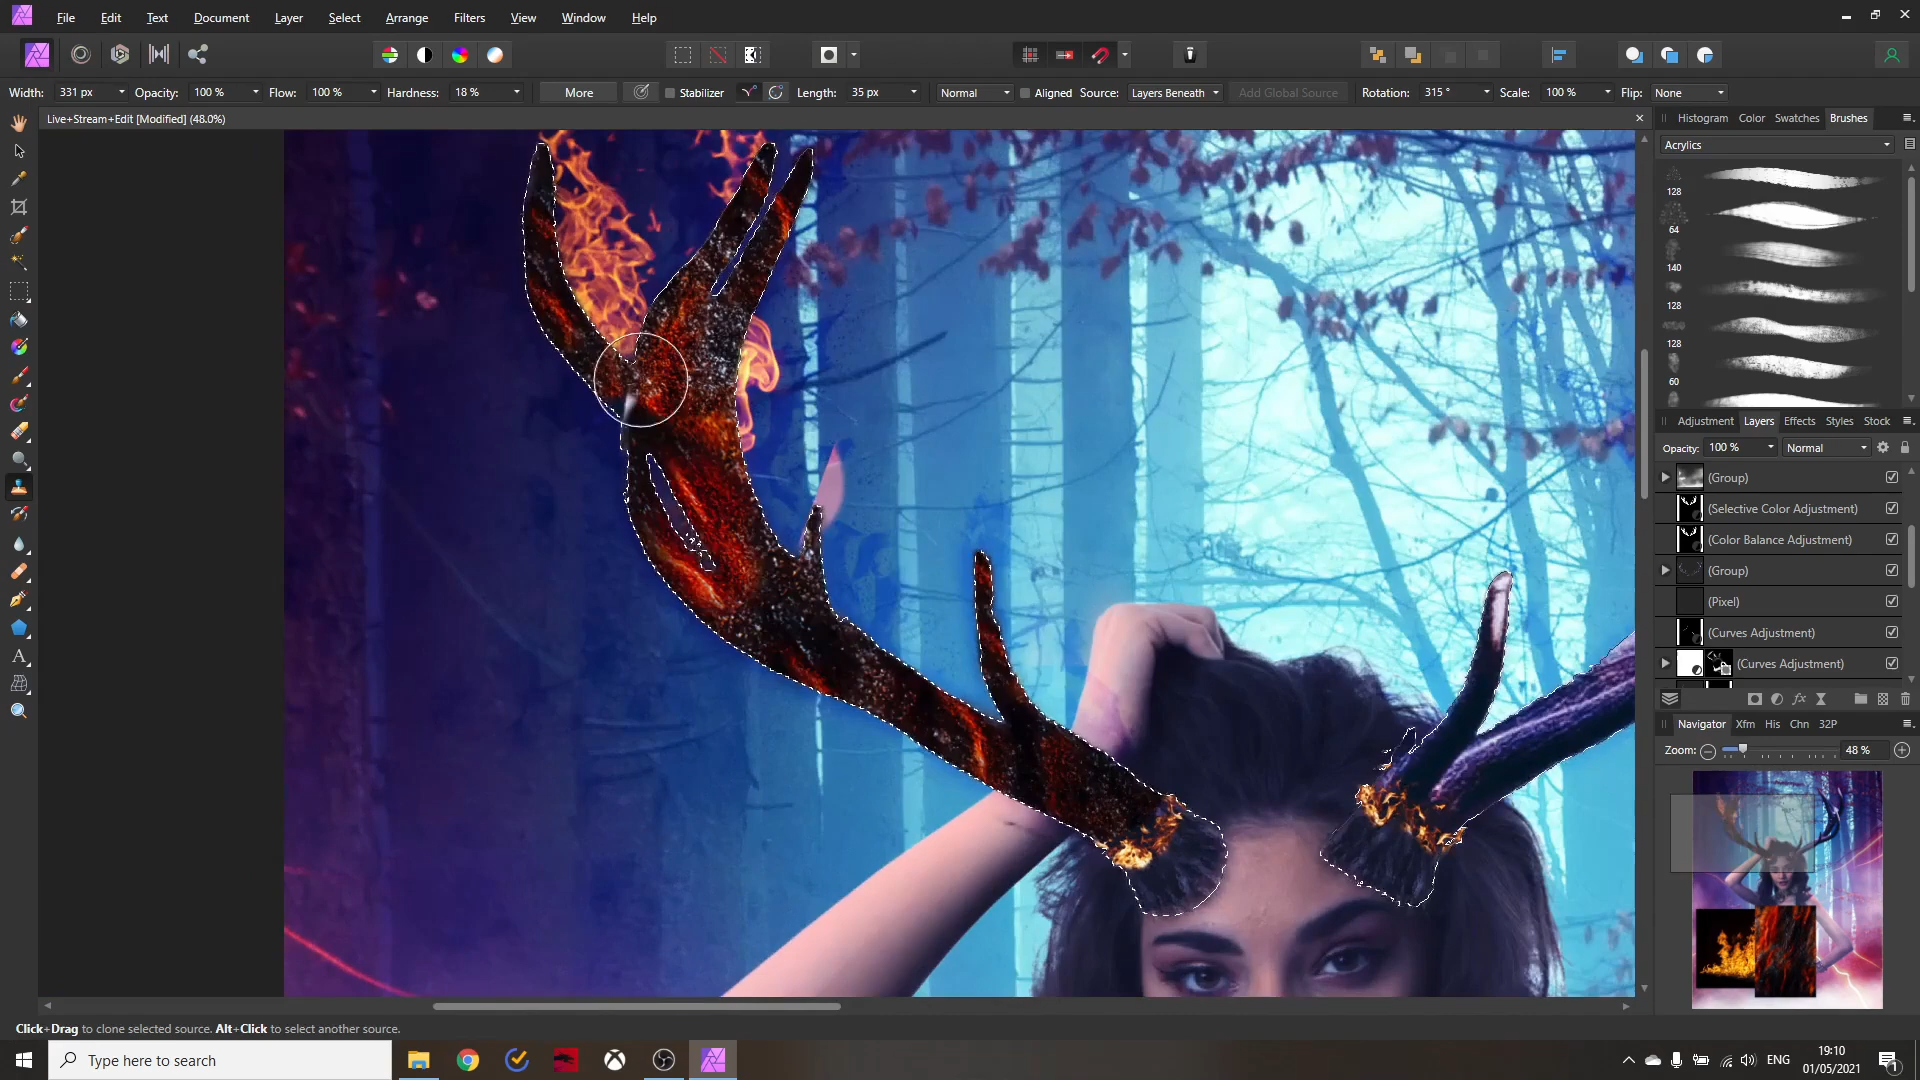 File Edit Text Document Layer Select Arrange Filters View Window Help
Width: 331 px Opacity: 100 % Flow: 100 % Hardness: 18 % More Stabilizer Length: 35 px Normal Aligned Source: Layers Beneath Add Global Source Rotation: 315 ° Scale: 100 % Flip: None
Live+Stream+Edit [Modified] (48.0%)
Histogram Color Swatches Brushes
Acrylics
128
64
140
128
128
60
Adjustment Layers Effects Styles Stock
Opacity: 100 % Normal
(Group)
(Selective Color Adjustment)
(Color Balance Adjustment)
(Group)
(Pixel)
(Curves Adjustment)
(Curves Adjustment)
Navigator Xfm His Chn 32P
Zoom: 48 %
Click+Drag to clone selected source. Alt+Click to select another source.
Type here to search
ENG
19:10
01/05/2021
1